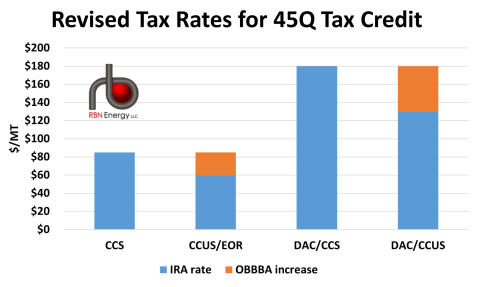 Revised Tax Rates for 45Q Tax Credit
$200
$180
$160
$140
$120
$100
$80
$60
$40
$20
$0
$/MT
RBN Energy LLC
CCS
CCUS/EOR
DAC/CCS
DAC/CCUS
IRA rate
OBBBA increase